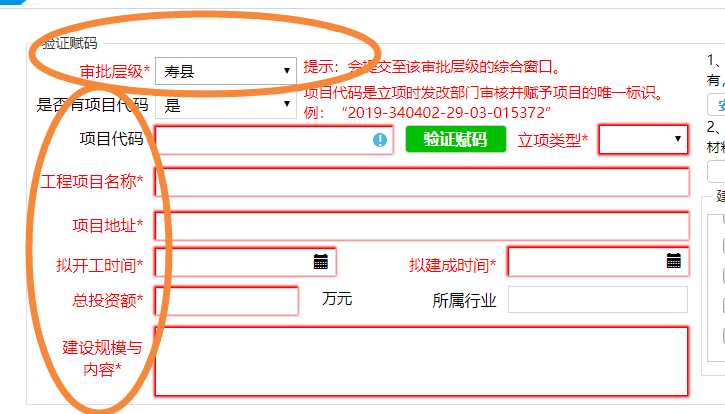 验证赋码
审批层级* 寿县 提示：会提交至该审批层级的综合窗口。
是否有项目代码 是 项目代码是立项时发改部门审核并赋予项目的唯一标识。
例：“2019-340402-29-03-015372”
项目代码 验证赋码 立项类型*
工程项目名称*
项目地址*
拟开工时间* 拟建成时间*
总投资额* 万元 所属行业
建设规模与
内容*
1、
有,
2、
材料